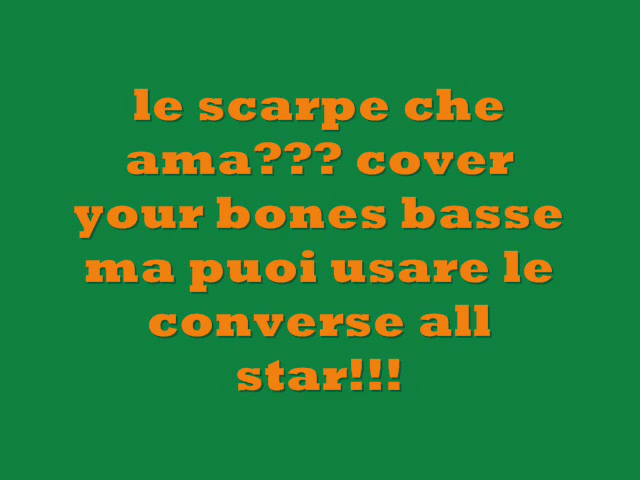 le scarpe che
ama??? cover
your bones basse
ma puoi usare le
converse all
star!!!